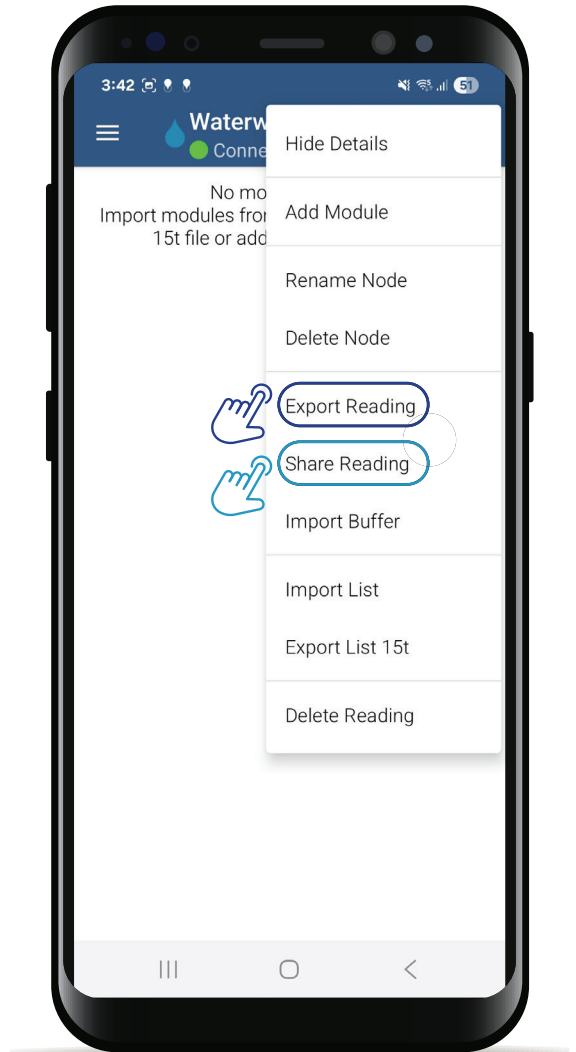 3:42 51
Waterw
Conne
No mo
Import modules from
15t file or add
Hide Details
Add Module
Rename Node
Delete Node
Export Reading
Share Reading
Import Buffer
Import List
Export List 15t
Delete Reading